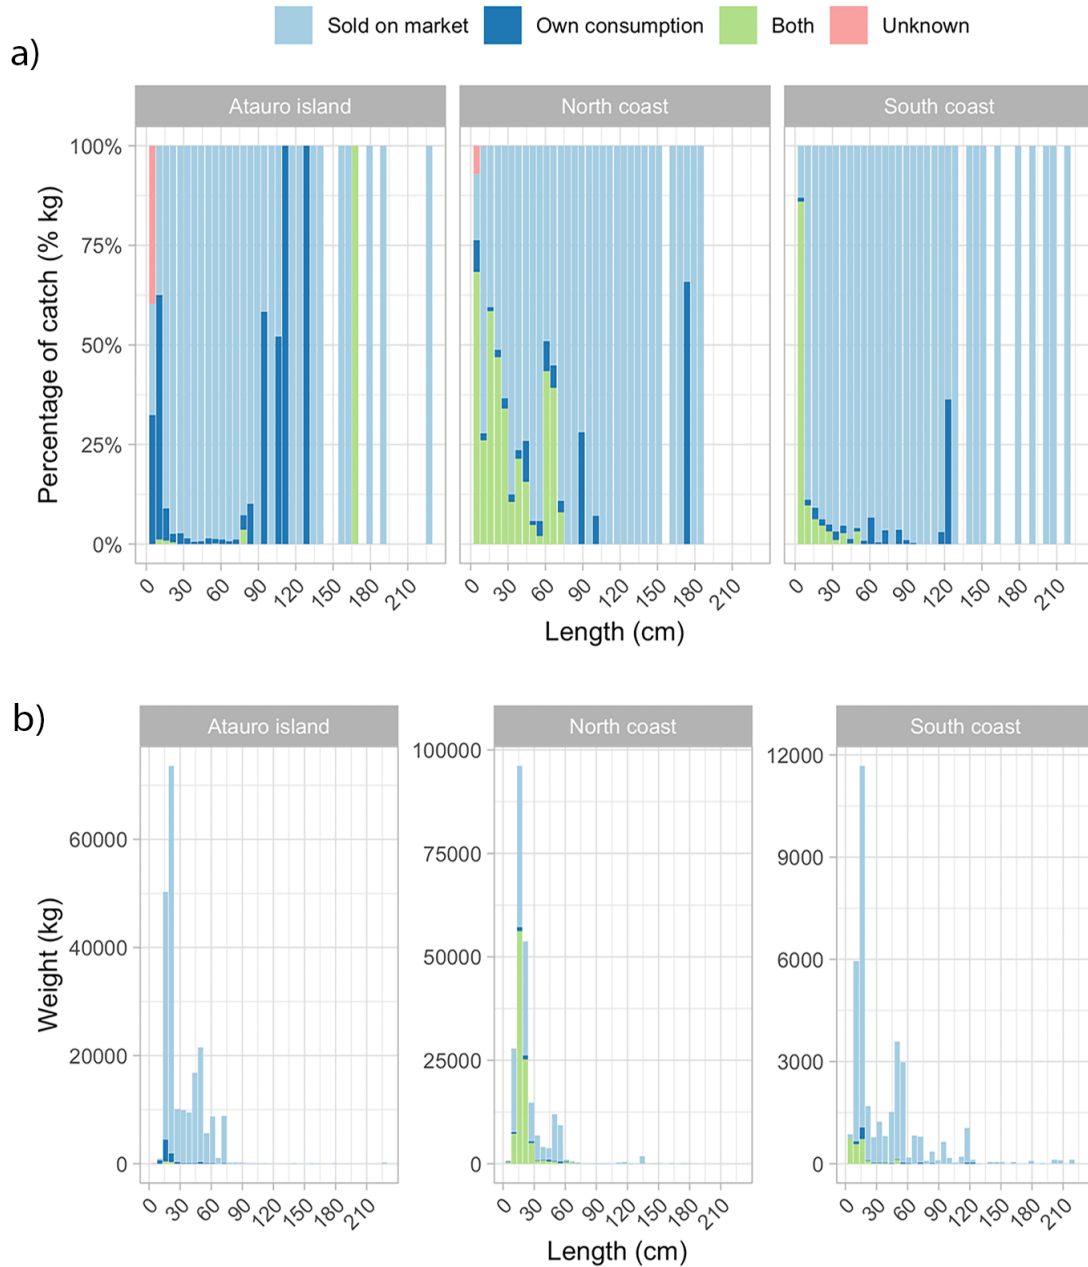 Sold on market Own consumption Both Unknown
a)
Atauro island North coast South coast
Percentage of catch (% kg)
100%
75%
50%
25%
0%
0 30 60 90 120 150 180 210 0 30 60 90 120 150 180 210 0 30 60 90 120 150 180 210
Length (cm)
b)
Atauro island North coast South coast
Weight (kg)
60000
40000
20000
0
100000
75000
50000
25000
0
12000
9000
6000
3000
0
0 30 60 90 120 150 180 210 0 30 60 90 120 150 180 210 0 30 60 90 120 150 180 210
Length (cm)